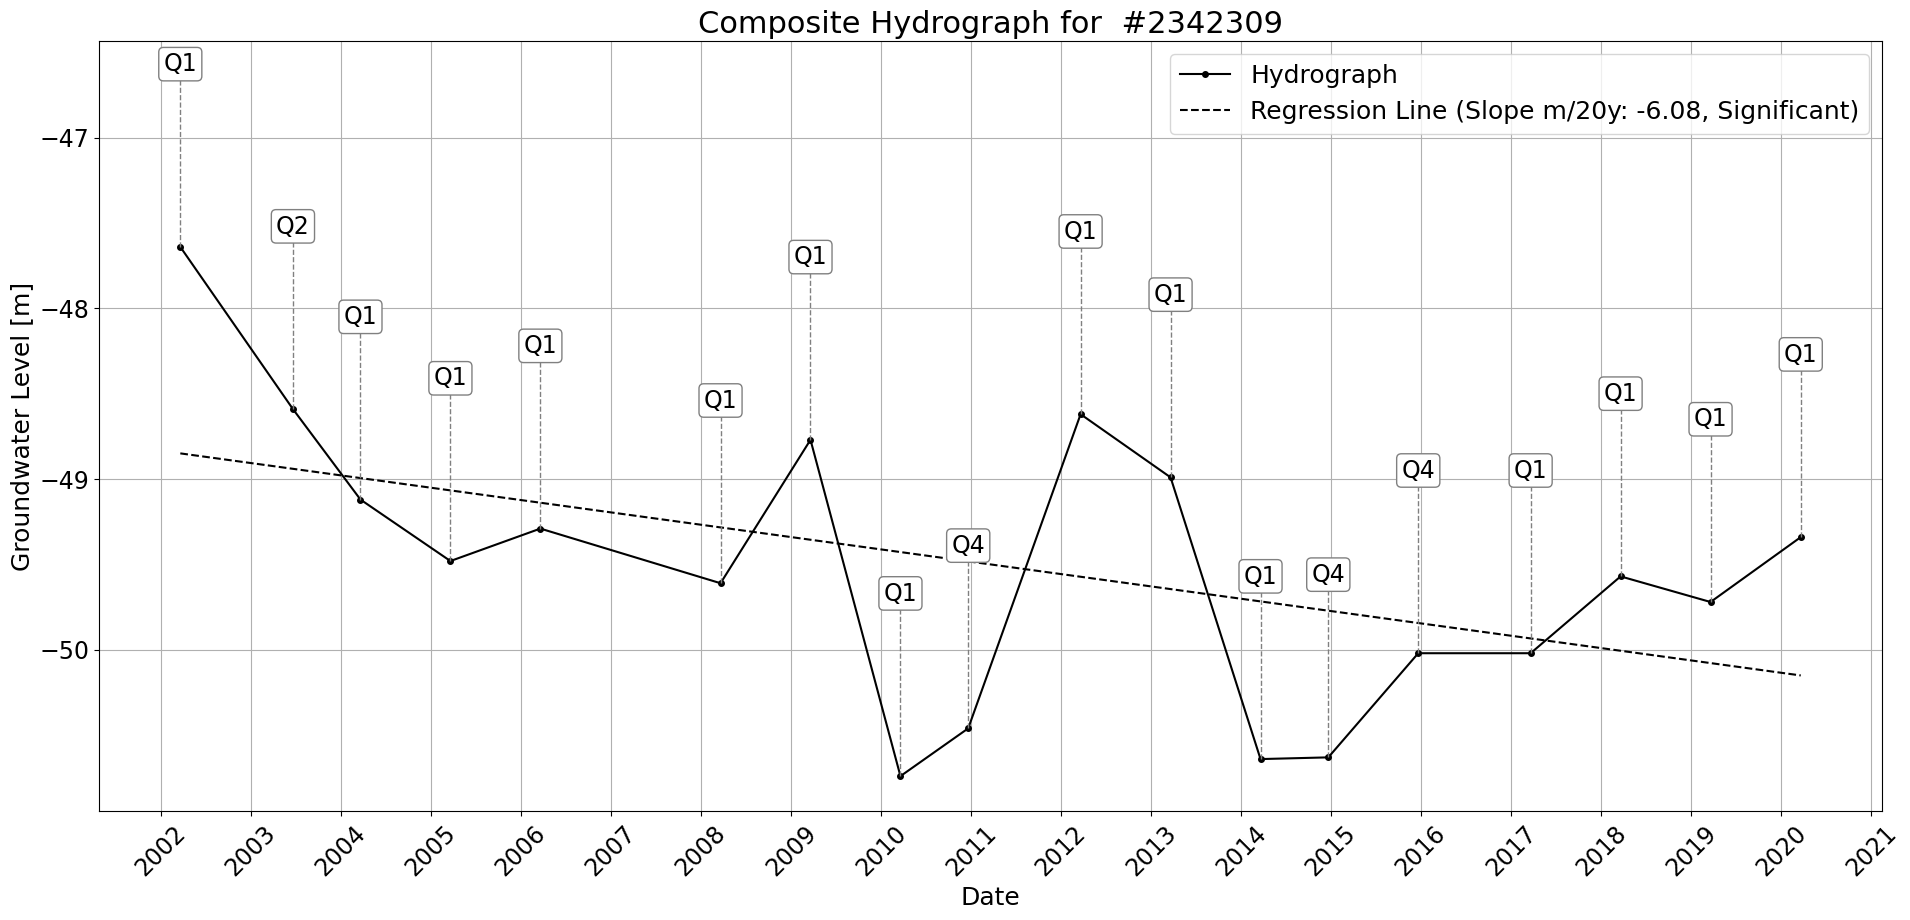 Composite Hydrograph for  #2342309
Hydrograph
Regression Line (Slope m/20y: -6.08, Significant)
Groundwater Level [m]
−47
−48
−49
−50
Q1
Q2
Q1
Q1
Q1
Q1
Q1
Q1
Q4
Q1
Q1
Q1
Q4
Q4
Q1
Q1
Q1
Q1
2002
2003
2004
2005
2006
2007
2008
2009
2010
2011
2012
2013
2014
2015
2016
2017
2018
2019
2020
2021
Date